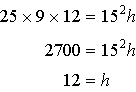 25 × 9 × 12 = 15²h
2700 = 15²h
12 = h